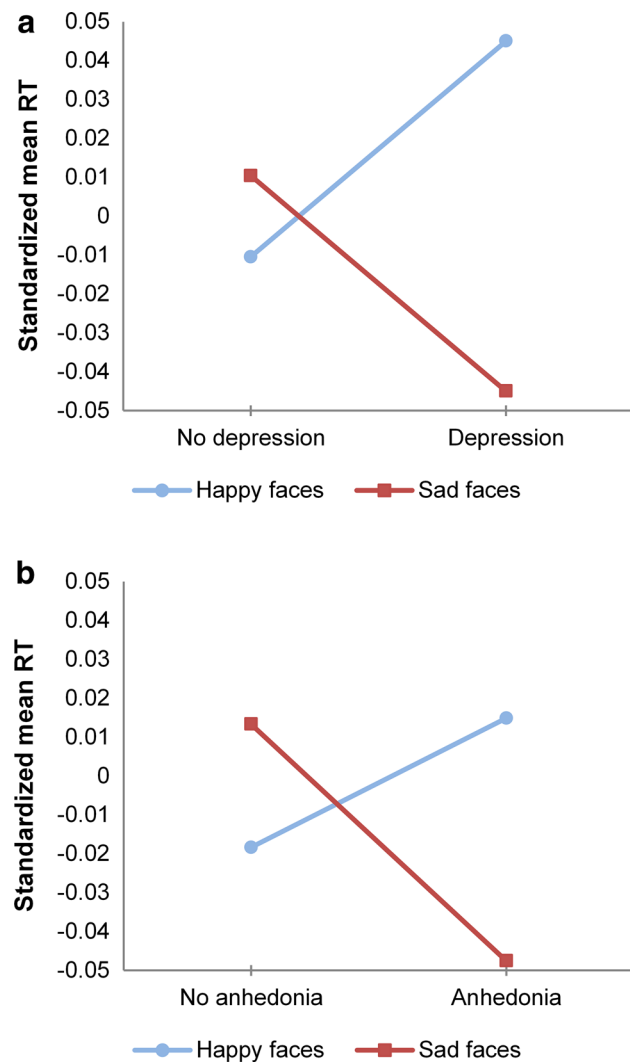 a
Standardized mean RT
0.05
0.04
0.03
0.02
0.01
0
-0.01
-0.02
-0.03
-0.04
-0.05
No depression Depression
Happy faces Sad faces
b
Standardized mean RT
0.05
0.04
0.03
0.02
0.01
0
-0.01
-0.02
-0.03
-0.04
-0.05
No anhedonia Anhedonia
Happy faces Sad faces